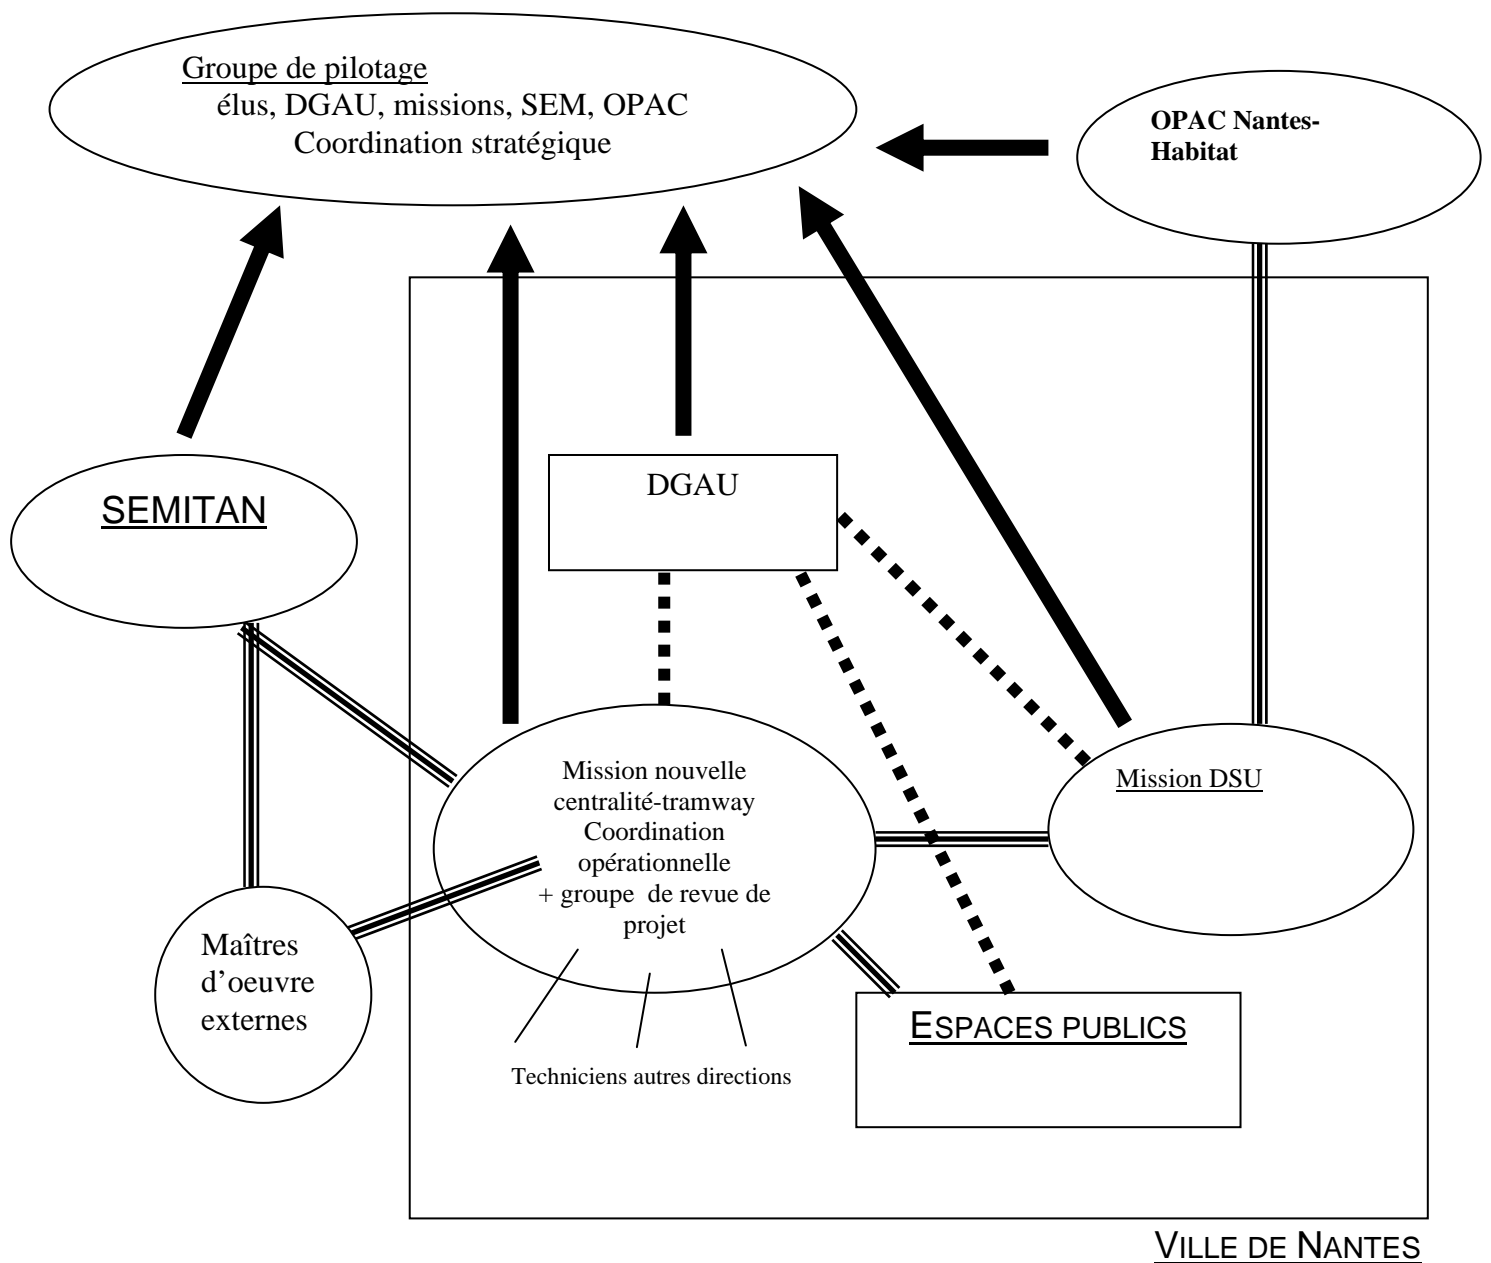 Groupe de pilotage
élus, DGAU, missions, SEM, OPAC
Coordination stratégique
OPAC Nantes-
Habitat
SEMITAN
DGAU
Mission nouvelle
centralité-tramway
Coordination
opérationnelle
+ groupe de revue de
projet
Mission DSU
Maîtres
d'oeuvre
externes
ESPACES PUBLICS
Techniciens autres directions
VILLE DE NANTES